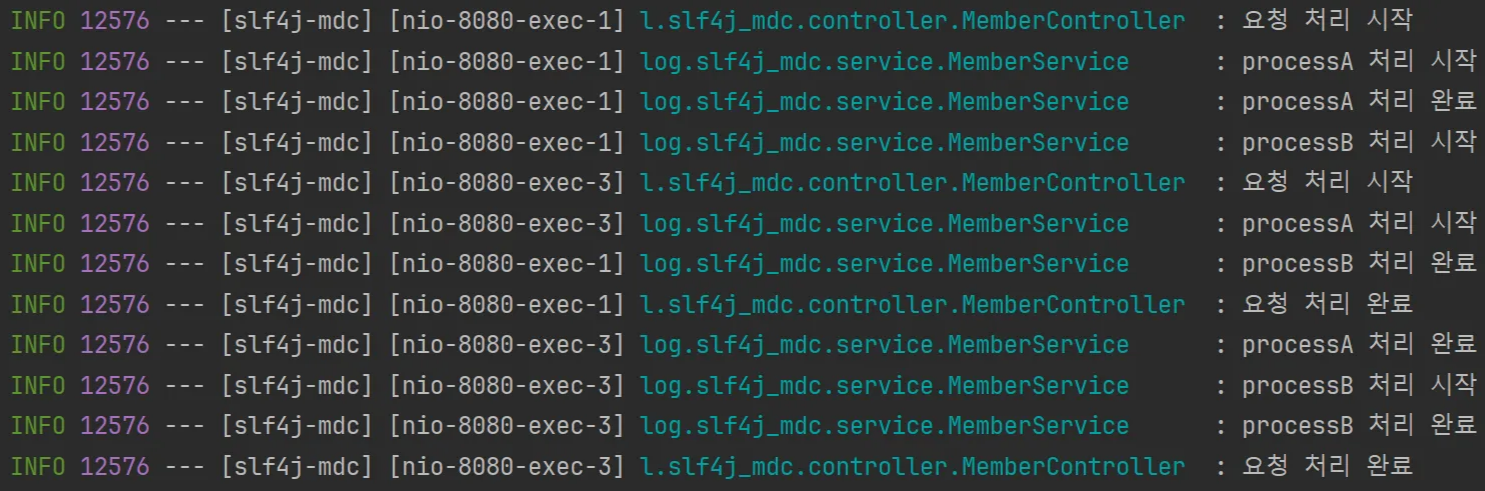 INFO 12576 --- [slf4j-mdc] [nio-8080-exec-1] l.slf4j_mdc.controller.MemberController : 요청 처리 시작
INFO 12576 --- [slf4j-mdc] [nio-8080-exec-1] log.slf4j_mdc.service.MemberService : processA 처리 시작
INFO 12576 --- [slf4j-mdc] [nio-8080-exec-1] log.slf4j_mdc.service.MemberService : processA 처리 완료
INFO 12576 --- [slf4j-mdc] [nio-8080-exec-1] log.slf4j_mdc.service.MemberService : processB 처리 시작
INFO 12576 --- [slf4j-mdc] [nio-8080-exec-3] l.slf4j_mdc.controller.MemberController : 요청 처리 시작
INFO 12576 --- [slf4j-mdc] [nio-8080-exec-3] log.slf4j_mdc.service.MemberService : processA 처리 시작
INFO 12576 --- [slf4j-mdc] [nio-8080-exec-1] log.slf4j_mdc.service.MemberService : processB 처리 완료
INFO 12576 --- [slf4j-mdc] [nio-8080-exec-1] l.slf4j_mdc.controller.MemberController : 요청 처리 완료
INFO 12576 --- [slf4j-mdc] [nio-8080-exec-3] log.slf4j_mdc.service.MemberService : processA 처리 완료
INFO 12576 --- [slf4j-mdc] [nio-8080-exec-3] log.slf4j_mdc.service.MemberService : processB 처리 시작
INFO 12576 --- [slf4j-mdc] [nio-8080-exec-3] log.slf4j_mdc.service.MemberService : processB 처리 완료
INFO 12576 --- [slf4j-mdc] [nio-8080-exec-3] l.slf4j_mdc.controller.MemberController : 요청 처리 완료